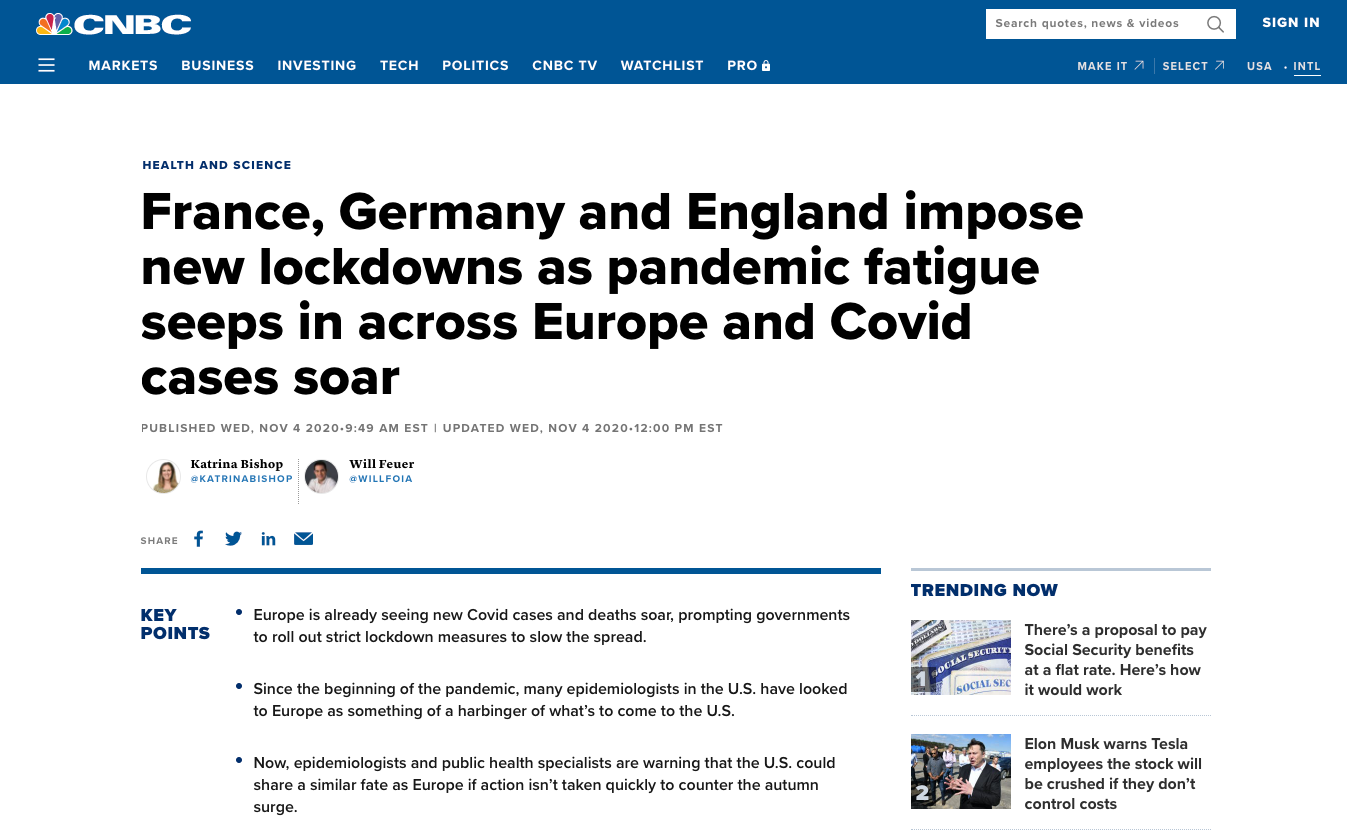 CNBC
Search quotes, news & videos
SIGN IN
MARKETS BUSINESS INVESTING TECH POLITICS CNBC TV WATCHLIST PRO
MAKE IT SELECT USA • INTL
HEALTH AND SCIENCE
France, Germany and England impose
new lockdowns as pandemic fatigue
seeps in across Europe and Covid
cases soar
PUBLISHED WED, NOV 4 2020•9:49 AM EST | UPDATED WED, NOV 4 2020•12:00 PM EST
Katrina Bishop
@KATRINABISHOP
Will Feuer
@WILLFOIA
SHARE
KEY
POINTS
• Europe is already seeing new Covid cases and deaths soar, prompting governments
to roll out strict lockdown measures to slow the spread.
• Since the beginning of the pandemic, many epidemiologists in the U.S. have looked
to Europe as something of a harbinger of what’s to come to the U.S.
• Now, epidemiologists and public health specialists are warning that the U.S. could
share a similar fate as Europe if action isn’t taken quickly to counter the autumn
surge.
TRENDING NOW
SOCIAL SECURITY
SOCIAL SEC
1
There’s a proposal to pay
Social Security benefits
at a flat rate. Here’s how
it would work
2
Elon Musk warns Tesla
employees the stock will
be crushed if they don’t
control costs